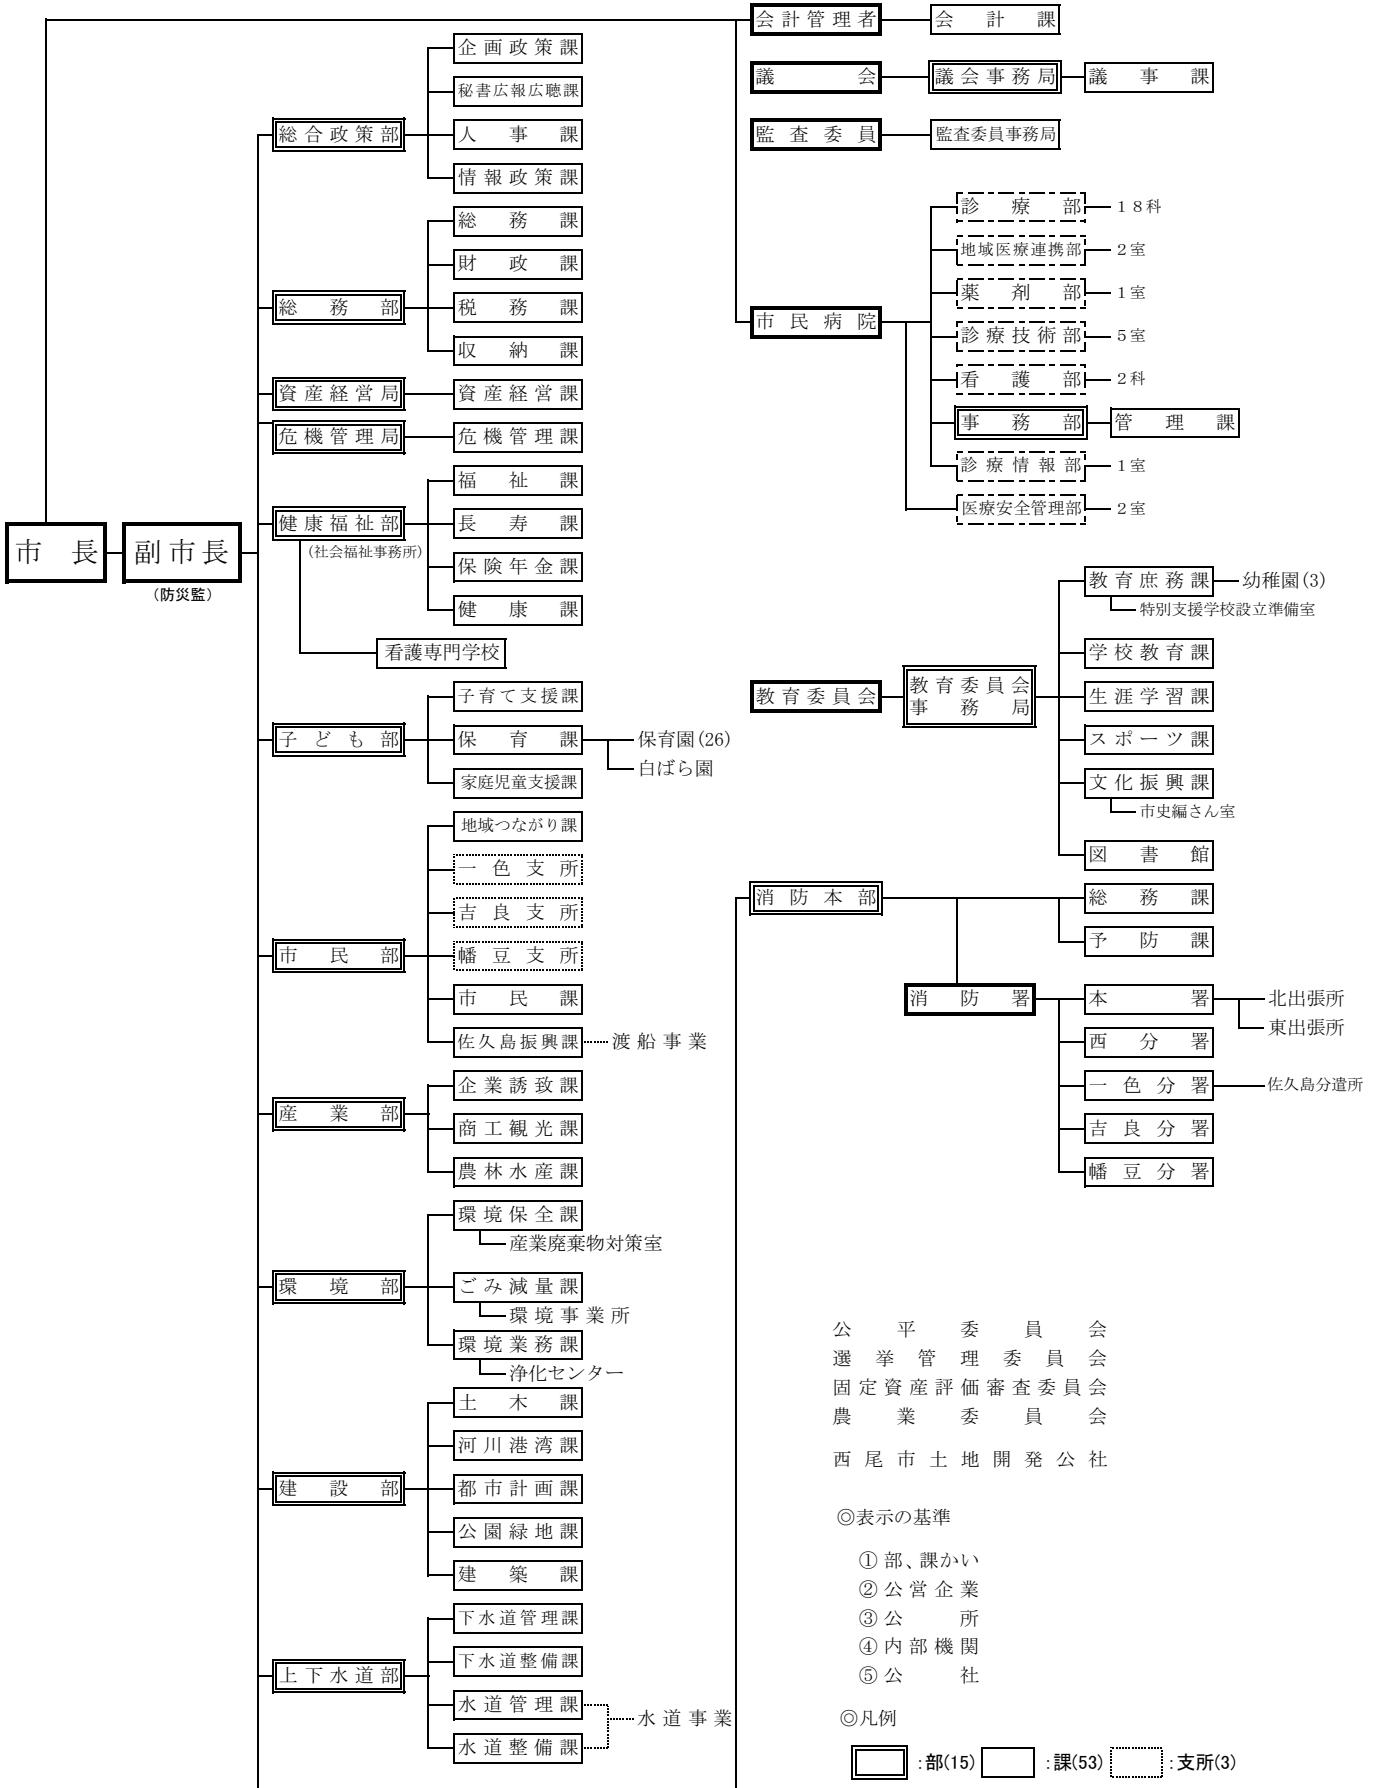 会計管理者
会計課
企画政策課
議会
議会事務局
議事課
秘書広報広聴課
総合政策部
人事課
監査委員
監査委員事務局
情報政策課
総務課
財政課
総務部
税務課
収納課
資産経営局
資産経営課
危機管理局
危機管理課
診療部
18科
地域医療連携部
2室
薬剤部
1室
市民病院
診療技術部
5室
看護部
2科
事務部
管理課
診療情報部
1室
医療安全管理部
2室
市長
副市長
(防災監)
福祉課
健康福祉部
(社会福祉事務所)
長寿課
保険年金課
健康課
看護専門学校
子育て支援課
子ども部
保育課
保育園(26)
白ばら園
家庭児童支援課
地域つながり課
一色支所
吉良支所
市民部
幡豆支所
市民課
佐久島振興課
渡船事業
企業誘致課
産業部
商工観光課
農林水産課
環境保全課
産業廃棄物対策室
環境部
ごみ減量課
環境事業所
環境業務課
浄化センター
土木課
河川港湾課
建設部
都市計画課
公園緑地課
建築課
下水道管理課
下水道整備課
上下水道部
水道管理課
水道事業
水道整備課
教育庶務課
幼稚園(3)
特別支援学校設立準備室
学校教育課
教育委員会
教育委員会
事務局
生涯学習課
スポーツ課
文化振興課
市史編さん室
図書館
消防本部
総務課
予防課
消防署
本署
北出張所
東出張所
西分署
一色分署
佐久島分遣所
吉良分署
幡豆分署
公平委員会
選挙管理委員会
固定資産評価審査委員会
農業委員会
西尾市土地開発公社
◎表示の基準
①部、課かい
②公営企業
③公所
④内部機関
⑤公社
◎凡例
:部(15)
:課(53)
:支所(3)